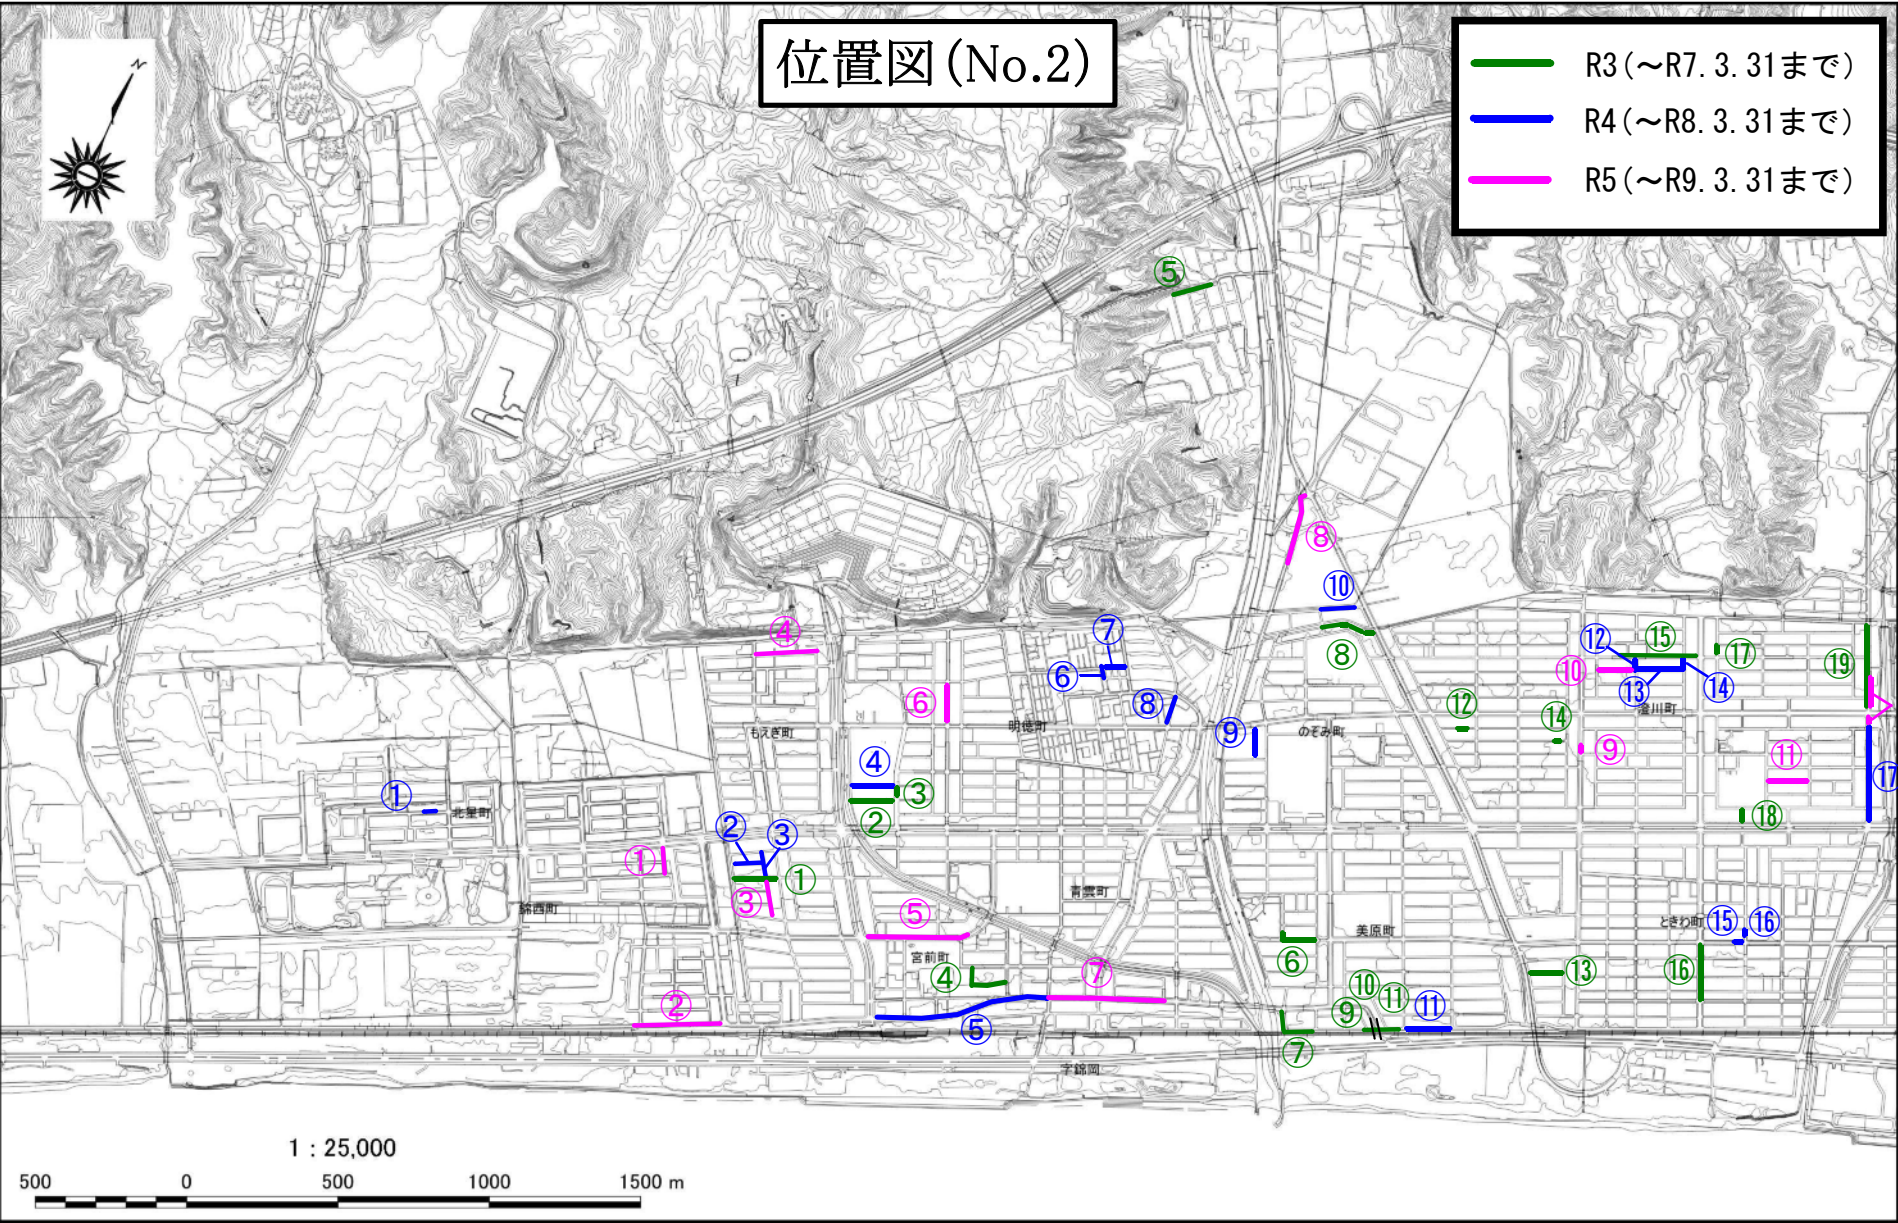 位置図(No.2)
R3(～R7.3.31まで)
R4(～R8.3.31まで)
R5(～R9.3.31まで)
N
⑤
⑧
⑩
⑧
④
⑦
⑥
⑥
⑧
⑨
⑫
⑮
⑰
⑩
⑬
⑭
⑲
⑫
⑭
⑨
⑪
⑰
⑱
澄川町
もえぎ町
明徳町
のぞみ町
④
③
②
①
北星町
②
③
①
①
③
錦西町
⑤
青雲町
宮前町
④
⑦
美原町
⑥
ときわ町
⑮
⑯
⑬
⑯
②
⑤
⑩
⑨
⑪
⑪
⑦
字錦岡
1 : 25,000
500 0 500 1000 1500 m